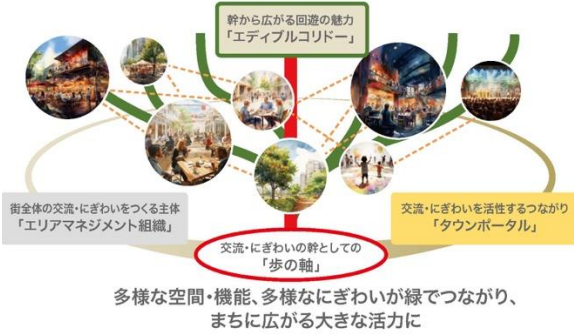 幹から広がる回遊の魅力
「エディブルコリドー」
街全体の交流・にぎわいをつくる主体
「エリアマネジメント組織」
交流・にぎわいを活性するつながり
「タウンポータル」
交流・にぎわいの幹としての
「歩の軸」
多様な空間・機能、多様なにぎわいが緑でつながり、
まちに広がる大きな活力に